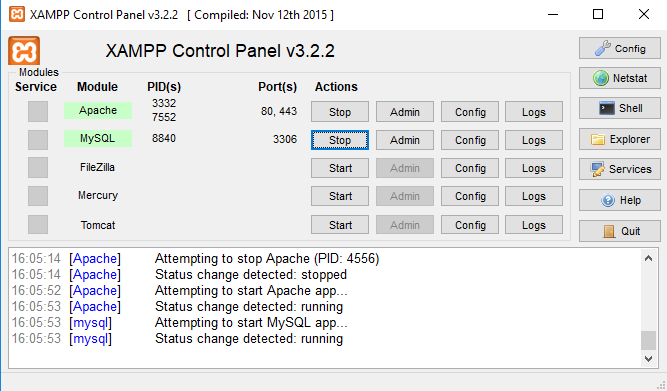 XAMPP Control Panel v3.2.2 [ Compiled: Nov 12th 2015 ]
XAMPP Control Panel v3.2.2
Config
Modules
Service Module PID(s) Port(s) Actions
Netstat
Apache 3332 7552 80, 443 Stop Admin Config Logs
Shell
MySQL 8840 3306 Stop Admin Config Logs
Explorer
FileZilla Start Admin Config Logs
Services
Mercury Start Admin Config Logs
Help
Tomcat Start Admin Config Logs
Quit
16:05:14 [Apache] Attempting to stop Apache (PID: 4556)
16:05:14 [Apache] Status change detected: stopped
16:05:52 [Apache] Attempting to start Apache app...
16:05:53 [Apache] Status change detected: running
16:05:53 [mysql] Attempting to start MySQL app...
16:05:53 [mysql] Status change detected: running